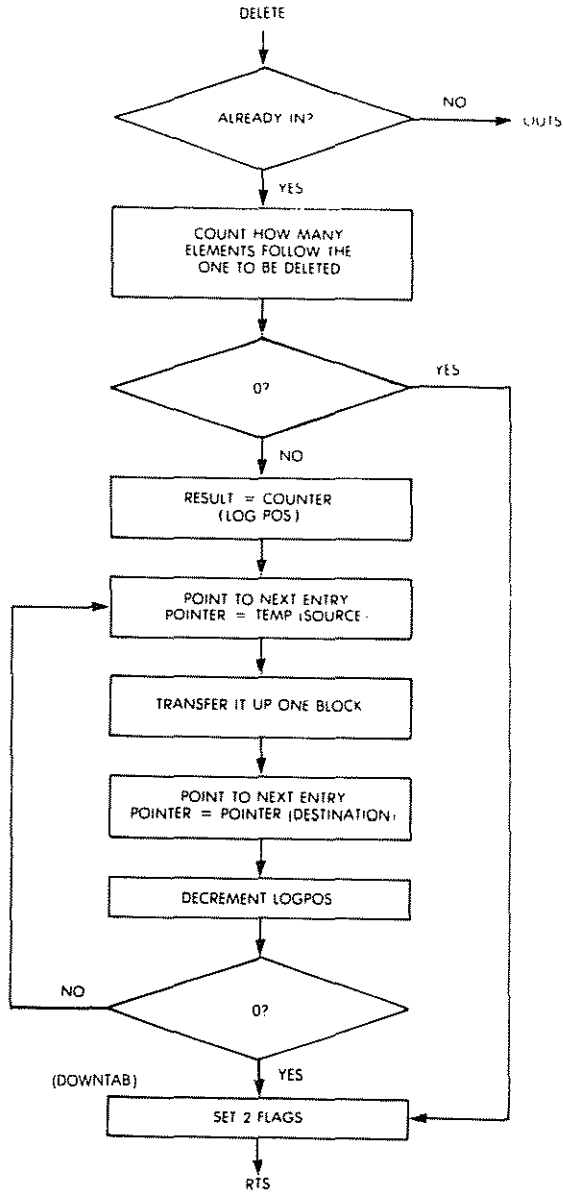 DELETE
ALREADY IN?
NO
OUTS
YES
COUNT HOW MANY
ELEMENTS FOLLOW THE
ONE TO BE DELETED
0?
YES
NO
RESULT = COUNTER
(LOG POS)
POINT TO NEXT ENTRY
POINTER = TEMP (SOURCE
TRANSFER IT UP ONE BLOCK
POINT TO NEXT ENTRY
POINTER = POINTER (DESTINATION)
DECREMENT LOGPOS
NO
0?
YES
(DOWNTAB)
SET 2 FLAGS
RTS